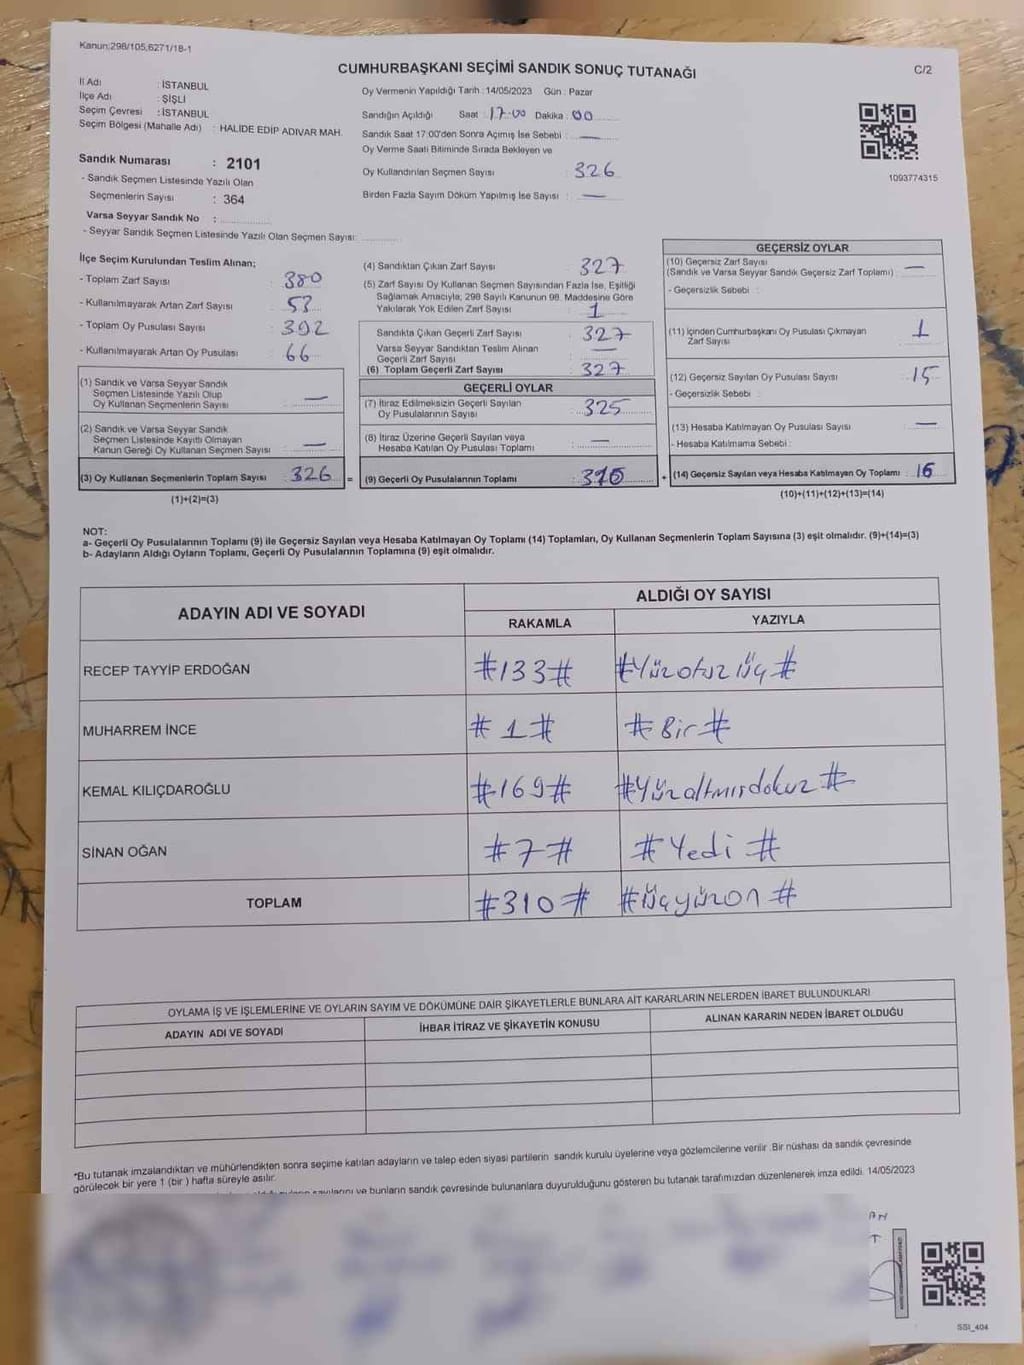 Kanun;298/105,6271/18-1
CUMHURBAŞKANI SEÇİMİ SANDIK SONUÇ TUTANAĞI
C/2
İl Adı : İSTANBUL
İlçe Adı : ŞİŞLİ
Seçim Çevresi : İSTANBUL
Seçim Bölgesi (Mahalle Adı) : HALİDE EDİP ADIVAR MAH.
Sandık Numarası : 2101
- Sandık Seçmen Listesinde Yazılı Olan
Seçmenlerin Sayısı : 364
Varsa Seyyar Sandık No :
- Seyyar Sandık Seçmen Listesinde Yazılı Olan Seçmen Sayısı:
Oy Vermenin Yapıldığı Tarih : 14/05/2023 Gün : Pazar
Sandığın Açıldığı Saat : 17:00 Dakika : 00
Sandık Saat 17:00'den Sonra Açımış İse Sebebi : —
Oy Verme Saati Bitiminde Sırada Bekleyen ve
Oy Kullandırılan Seçmen Sayısı : 326
Birden Fazla Sayım Döküm Yapılmış İse Sayısı : —
1093774315
İlçe Seçim Kurulundan Teslim Alınan;
- Toplam Zarf Sayısı : 380
- Kullanılmayarak Artan Zarf Sayısı : 53
- Toplam Oy Pusulası Sayısı : 392
- Kullanılmayarak Artan Oy Pusulası : 66
(1) Sandık ve Varsa Seyyar Sandık
Seçmen Listesinde Yazılı Olup
Oy Kullanan Seçmenlerin Sayısı : —
(2) Sandık ve Varsa Seyyar Sandık
Seçmen Listesinde Kayıtlı Olmayan
Kanun Gereği Oy Kullanan Seçmen Sayısı : —
(3) Oy Kullanan Seçmenlerin Toplam Sayısı : 326 =
(1)+(2)=(3)
(4) Sandıktan Çıkan Zarf Sayısı : 327
(5) Zarf Sayısı Oy Kullanan Seçmen Sayısından Fazla İse, Eşitliği
Sağlamak Amacıyla; 298 Sayılı Kanunun 98. Maddesine Göre
Yakılarak Yok Edilen Zarf Sayısı : 1
Sandıkta Çıkan Geçerli Zarf Sayısı : 327
Varsa Seyyar Sandıktan Teslim Alınan
Geçerli Zarf Sayısı : —
(6) Toplam Geçerli Zarf Sayısı : 327
GEÇERLİ OYLAR
(7) İtiraz Edilmeksizin Geçerli Sayılan
Oy Pusulalarının Sayısı : 325
(8) İtiraz Üzerine Geçerli Sayılan veya
Hesaba Katılan Oy Pusulası Toplamı : —
(9) Geçerli Oy Pusulalarının Toplamı : 310 +
GEÇERSİZ OYLAR
(10) Geçersiz Zarf Sayısı
(Sandık ve Varsa Seyyar Sandık Geçersiz Zarf Toplamı) : —
- Geçersizlik Sebebi :
(11) İçinden Cumhurbaşkanı Oy Pusulası Çıkmayan
Zarf Sayısı : 1
(12) Geçersiz Sayılan Oy Pusulası Sayısı : 15
- Geçersizlik Sebebi :
(13) Hesaba Katılmayan Oy Pusulası Sayısı : —
- Hesaba Katılmama Sebebi :
(14) Geçersiz Sayılan veya Hesaba Katılmayan Oy Toplamı : 16
(10)+(11)+(12)+(13)=(14)
NOT:
a- Geçerli Oy Pusulalarının Toplamı (9) ile Geçersiz Sayılan veya Hesaba Katılmayan Oy Toplamı (14) Toplamları, Oy Kullanan Seçmenlerin Toplam Sayısına (3) eşit olmalıdır. (9)+(14)=(3)
b- Adayların Aldığı Oyların Toplamı, Geçerli Oy Pusulalarının Toplamına (9) eşit olmalıdır.
ADAYIN ADI VE SOYADI
ALDIĞI OY SAYISI
RAKAMLA YAZIYLA
RECEP TAYYİP ERDOĞAN #133# #Yüzotuz üç#
MUHARREM İNCE #1# #Bir#
KEMAL KILIÇDAROĞLU #169# #Yüzaltmışdokuz#
SİNAN OĞAN #7# #Yedi#
TOPLAM #310# #Üçyüzon#
OYLAMA İŞ VE İŞLEMLERİNE VE OYLARIN SAYIM VE DÖKÜMÜNE DAİR ŞİKAYETLERLE BUNLARA AİT KARARLARIN NELERDEN İBARET BULUNDUKLARI
ADAYIN ADI VE SOYADI İHBAR İTİRAZ VE ŞİKAYETİN KONUSU ALINAN KARARIN NEDEN İBARET OLDUĞU
*Bu tutanak imzalandıktan ve mühürlendikten sonra seçime katılan adayların ve talep eden siyasi partilerin sandık kurulu üyelerine veya gözlemcilerine verilir. Bir nüshası da sandık çevresinde
görülecek bir yere 1 (bir ) hafta süreyle asılır.
sayılarını ve bunların sandık çevresinde bulunanlara duyurulduğunu gösteren bu tutanak tarafımızdan düzenlenerek imza edildi. 14/05/2023
SSİ_404